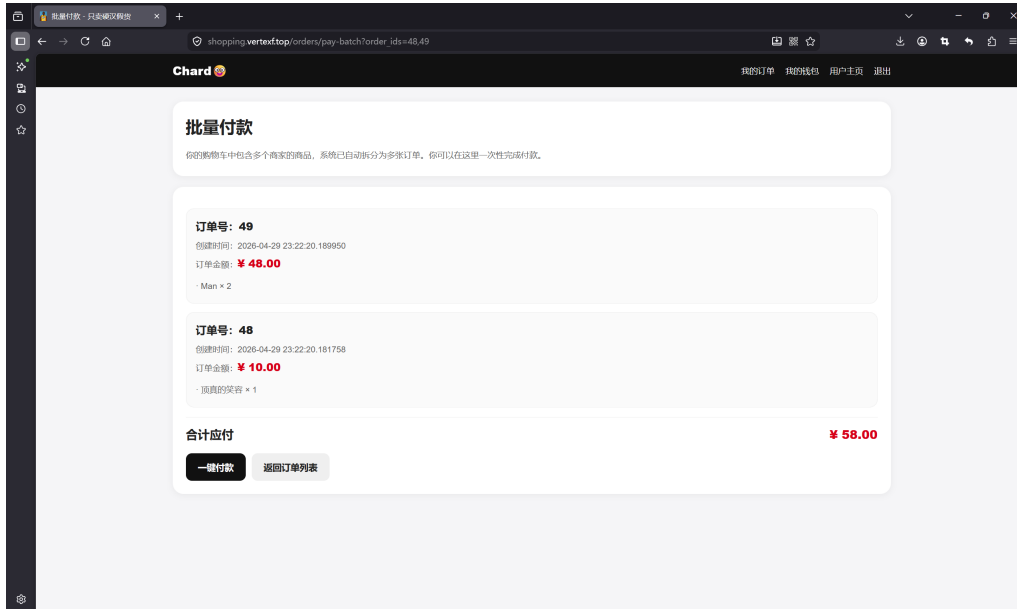 批量付款 - 只卖硬汉假货
shopping.vertexf.top/orders/pay-batch?order_ids=48,49
Chard
我的订单 我的钱包 用户主页 退出
批量付款
你的购物车中包含多个商家的商品，系统已自动拆分为多张订单。你可以在这里一次性完成付款。
订单号：49
创建时间：2026-04-29 23:22:20.189950
订单金额：¥ 48.00
· Man × 2
订单号：48
创建时间：2026-04-29 23:22:20.181758
订单金额：¥ 10.00
· 顶真的笑容 × 1
合计应付 ¥ 58.00
一键付款 返回订单列表